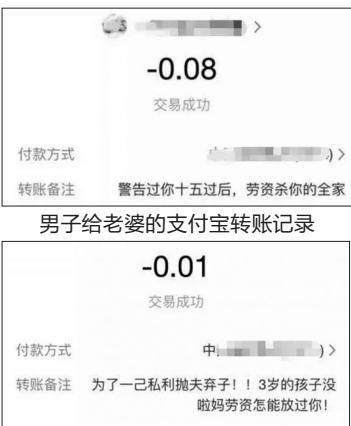 -0.08
交易成功
付款方式
转账备注 警告过你十五过后，劳资杀你的全家
男子给老婆的支付宝转账记录
-0.01
交易成功
付款方式 中
转账备注 为了一己私利抛夫弃子！！3岁的孩子没
啦妈劳资怎能放过你！